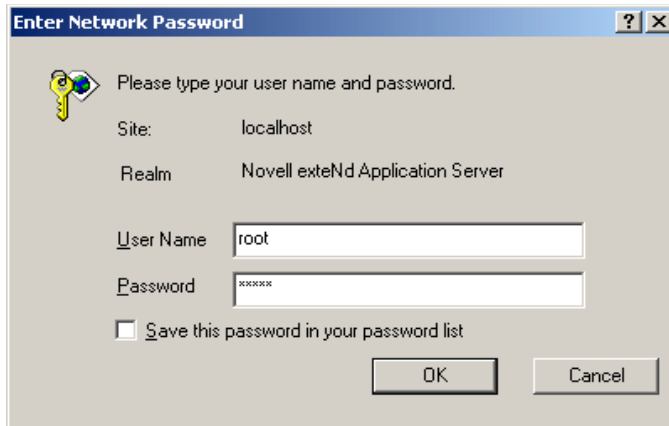 Enter Network Password
Please type your user name and password.
Site: localhost
Realm Novell exteNd Application Server
User Name root
Password xxxxx
Save this password in your password list
OK Cancel